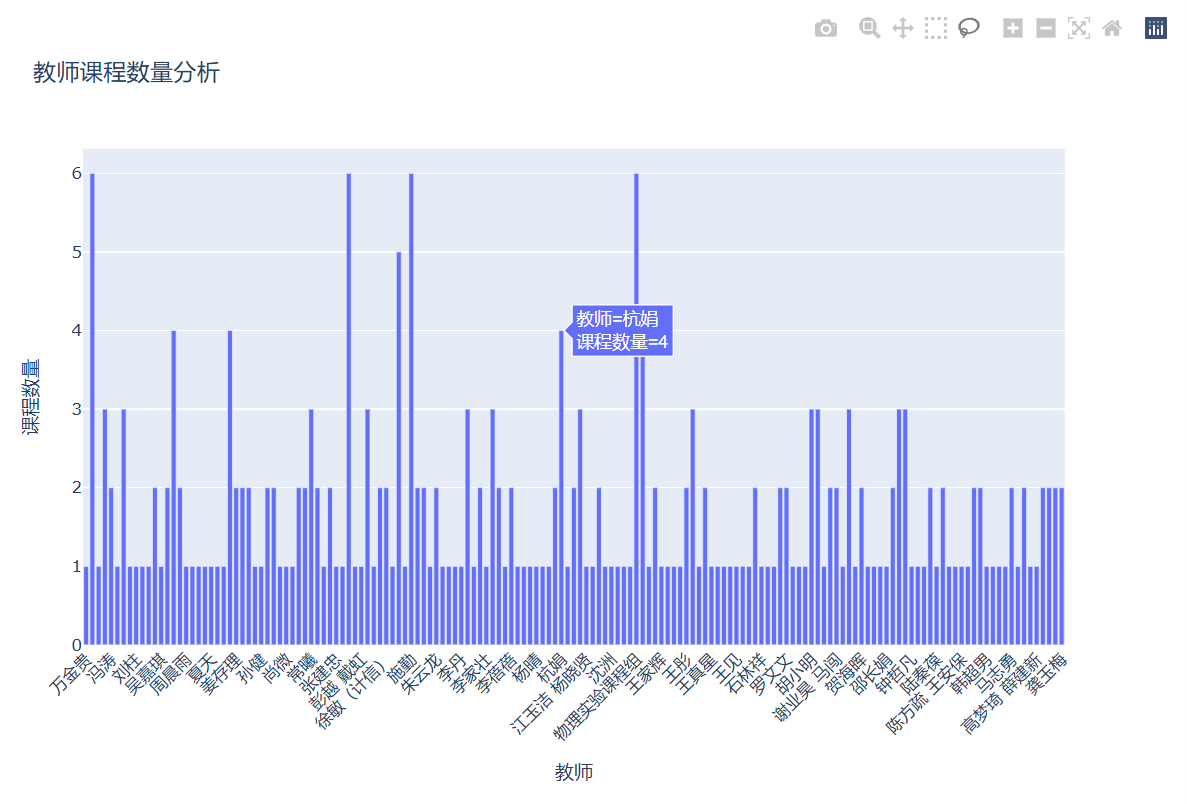 教师课程数量分析
6
5
4
3
2
1
0
课程数量
教师=杭娟
课程数量=4
万金贵
冯涛
刘柱
吴嘉琪
周晨雨
夏天
姜存理
孙健
尚微
常曦
张建忠
彭越 戴虹
徐敏（计信）
施勤
朱云龙
李丹
李家壮
李蓓蓓
杨晴
杭娟
江玉洁 杨晓贤
沈洲
物理实验课程组
王家辉
王彤
王真星
王见
石林祥
罗文文
胡小明
谢业昊 马闯
贺海晖
邵长娟
钟哲凡
陆秦荣
陈方疏 王安保
韩超男
马志勇
高梦琦 薛建新
龚玉梅
教师